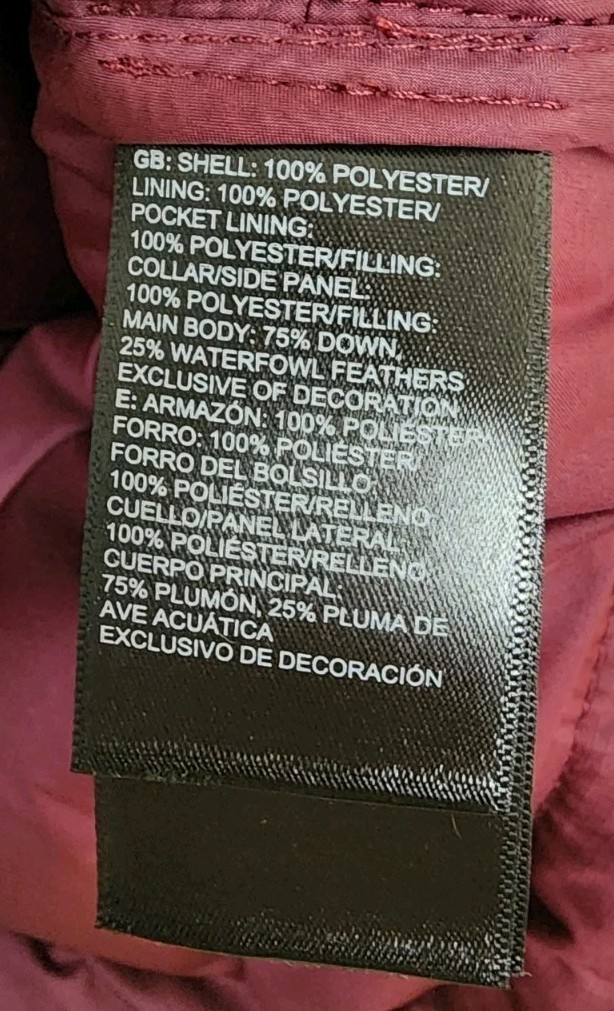 GB: SHELL: 100% POLYESTER/
LINING: 100% POLYESTER/
POCKET LINING:
100% POLYESTER/FILLING:
COLLAR/SIDE PANEL:
100% POLYESTER/FILLING:
MAIN BODY: 75% DOWN,
25% WATERFOWL FEATHERS
EXCLUSIVE OF DECORATION
E: ARMAZÓN: 100% POLIÉSTER/
FORRO: 100% POLIÉSTER/
FORRO DEL BOLSILLO:
100% POLIÉSTER/RELLENO:
CUELLO/PANEL LATERAL:
100% POLIÉSTER/RELLENO:
CUERPO PRINCIPAL:
75% PLUMÓN, 25% PLUMA DE
AVE ACUÁTICA
EXCLUSIVO DE DECORACIÓN